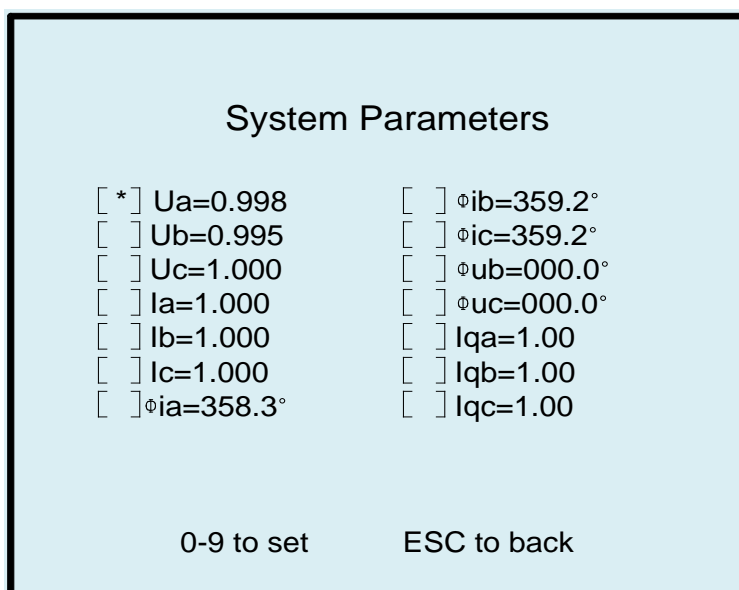 System Parameters
[ *] Ua=0.998 [ ] Φib=359.2°
[ ] Ub=0.995 [ ] Φic=359.2°
[ ] Uc=1.000 [ ] Φub=000.0°
[ ] Ia=1.000 [ ] Φuc=000.0°
[ ] Ib=1.000 [ ] Iqa=1.00
[ ] Ic=1.000 [ ] Iqb=1.00
[ ] Φia=358.3° [ ] Iqc=1.00
0-9 to set ESC to back